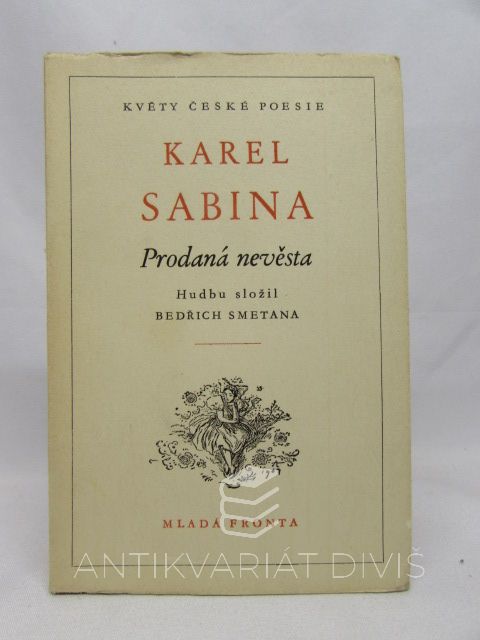 KVĚTY ČESKÉ POESIE
KAREL
SABINA
Prodaná nevěsta
Hudbu složil
BEDŘICH SMETANA
MLADÁ FRONTA
ANTIKVARIÁT DIVIŠ